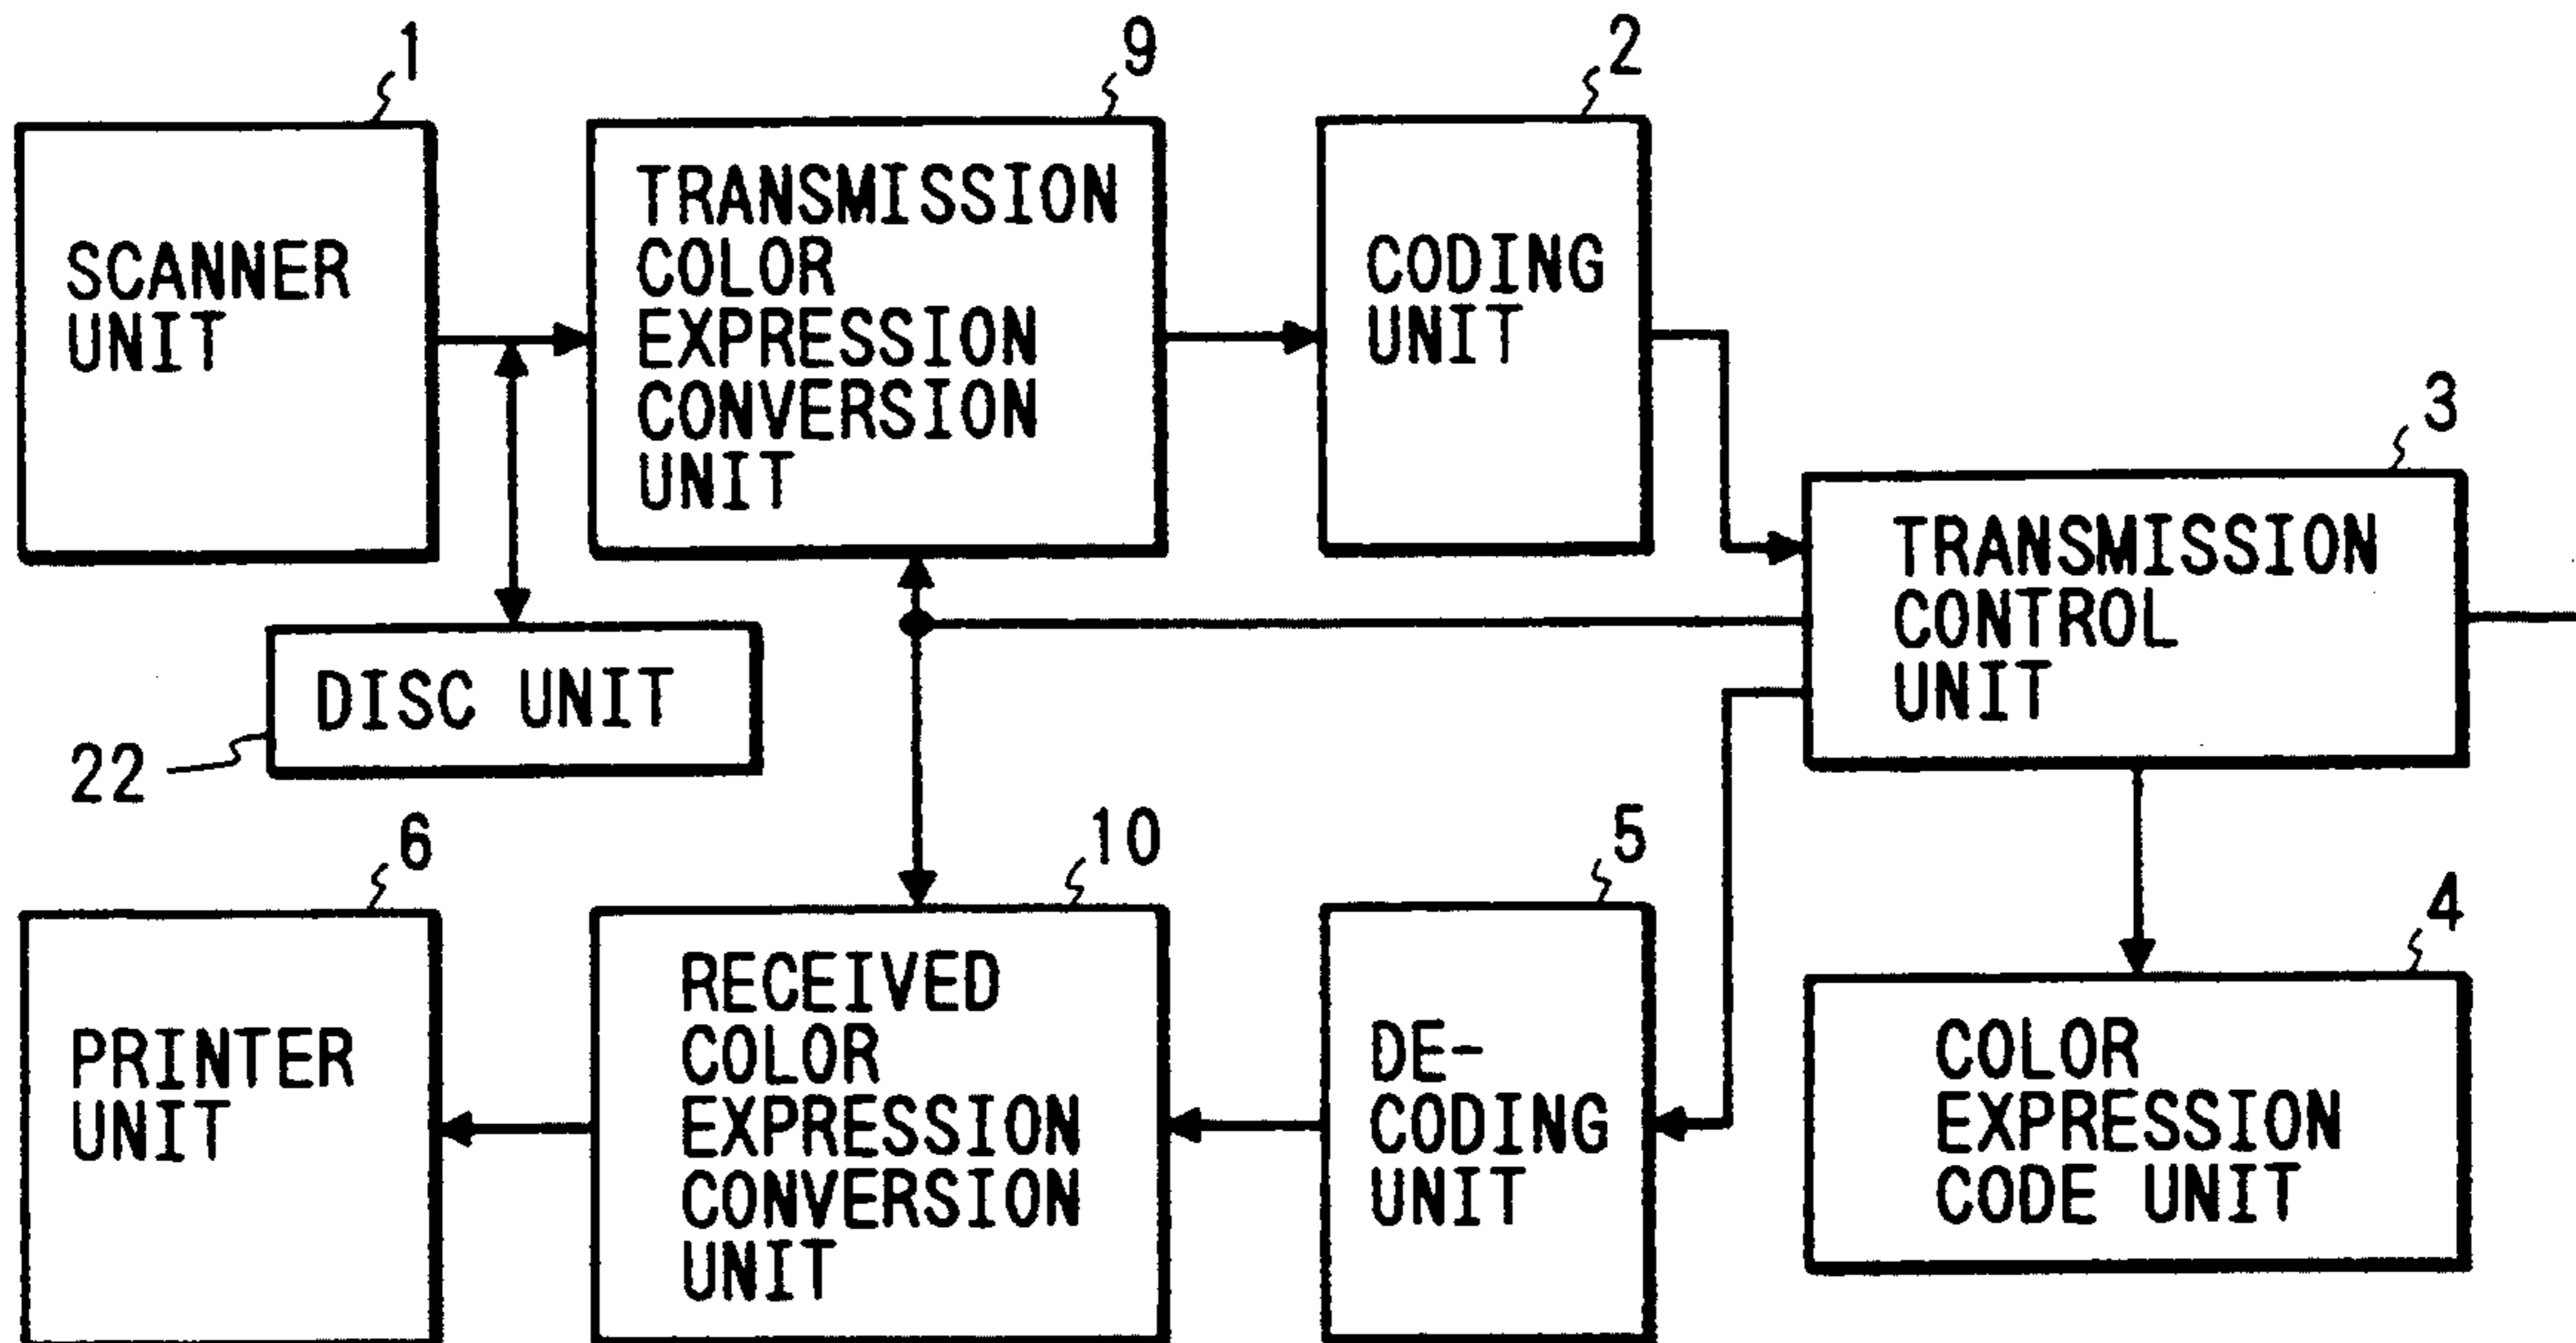 1
9
2
SCANNER
UNIT
TRANSMISSION
COLOR
EXPRESSION
CONVERSION
UNIT
CODING
UNIT
3
TRANSMISSION
CONTROL
UNIT
DISC UNIT
22
6
10
5
4
PRINTER
UNIT
RECEIVED
COLOR
EXPRESSION
CONVERSION
UNIT
DE-
CODING
UNIT
COLOR
EXPRESSION
CODE UNIT